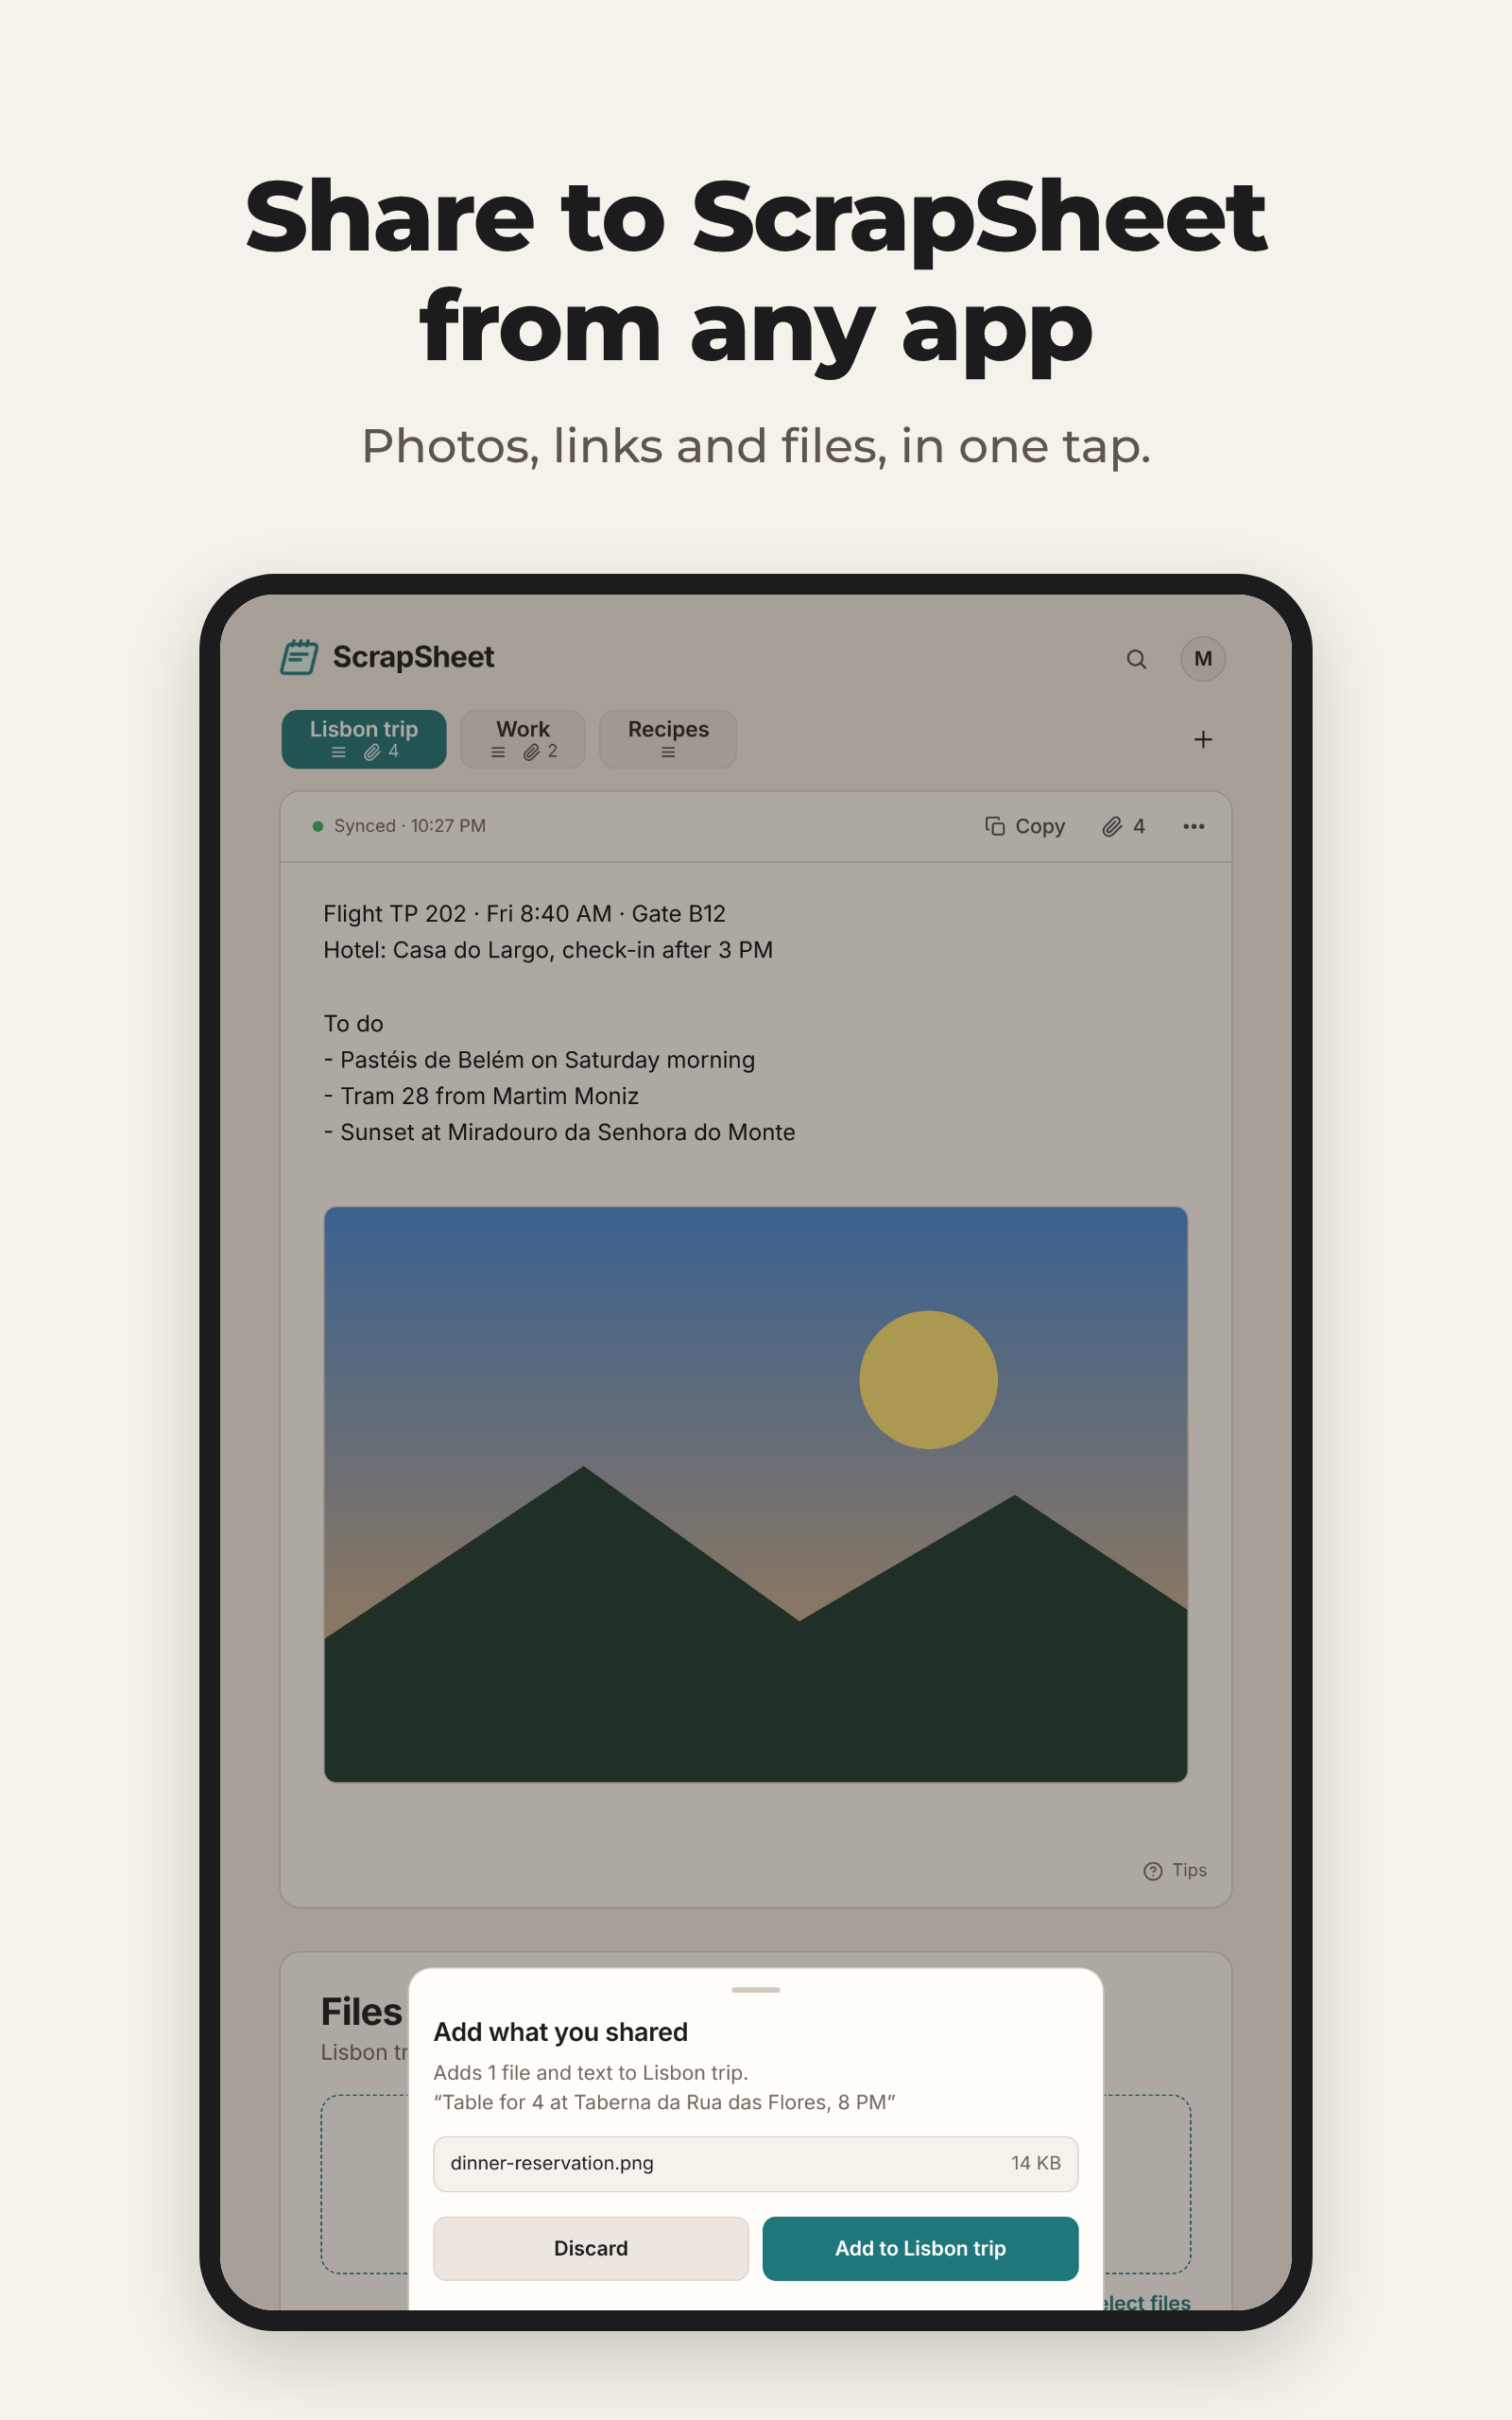 Share to ScrapSheet
from any app
Photos, links and files, in one tap.
ScrapSheet
M
Lisbon trip
4
Work
2
Recipes
Synced · 10:27 PM
Copy
4
Flight TP 202 · Fri 8:40 AM · Gate B12
Hotel: Casa do Largo, check-in after 3 PM
To do
- Pastéis de Belém on Saturday morning
- Tram 28 from Martim Moniz
- Sunset at Miradouro da Senhora do Monte
Tips
Files
Lisbon tr
Add what you shared
Adds 1 file and text to Lisbon trip.
“Table for 4 at Taberna da Rua das Flores, 8 PM”
dinner-reservation.png
14 KB
Discard
Add to Lisbon trip
elect files